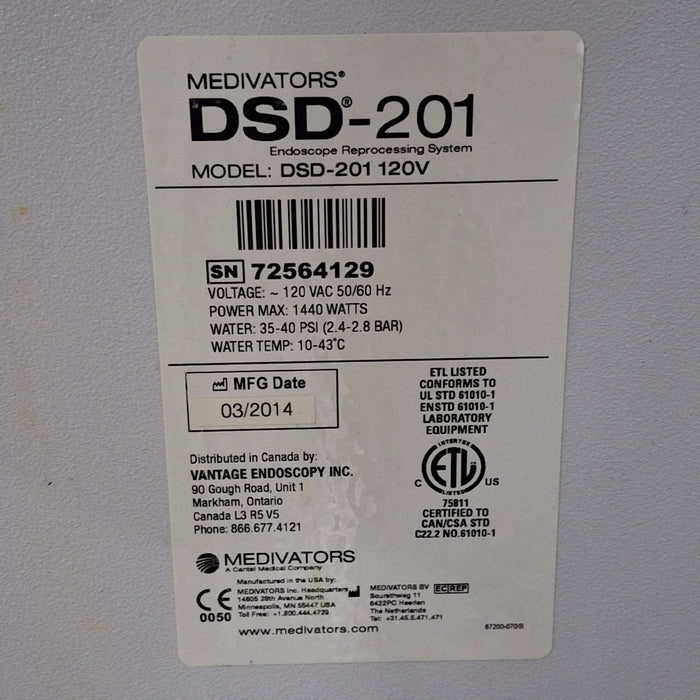 MEDIVATORS®
DSD®-201
Endoscope Reprocessing System
MODEL: DSD-201 120V
SN 72564129
VOLTAGE: ~ 120 VAC 50/60 Hz
POWER MAX: 1440 WATTS
WATER: 35-40 PSI (2.4-2.8 BAR)
WATER TEMP: 10-43°C
MFG Date
03/2014
ETL LISTED
CONFORMS TO
UL STD 61010-1
ENSTD 61010-1
LABORATORY
EQUIPMENT
INTERTEK
ETL
LISTED
C US
75811
CERTIFIED TO
CAN/CSA STD
C22.2 NO.61010-1
Distributed in Canada by:
VANTAGE ENDOSCOPY INC.
90 Gough Road, Unit 1
Markham, Ontario
Canada L3 R5 V5
Phone: 866.677.4121
MEDIVATORS
A Cantel Medical Company
CE
0050
Manufactured in the USA by:
MEDIVATORS Inc. Headquarters
14605 28th Avenue North
Minneapolis, MN 55447 USA
Toll Free: +1.800.444.4729
MEDIVATORS BV EC REP
Sourethweg 11
6422PC Heerlen
The Netherlands
Tel: +31.45.5.471.471
www.medivators.com
67200-070/B